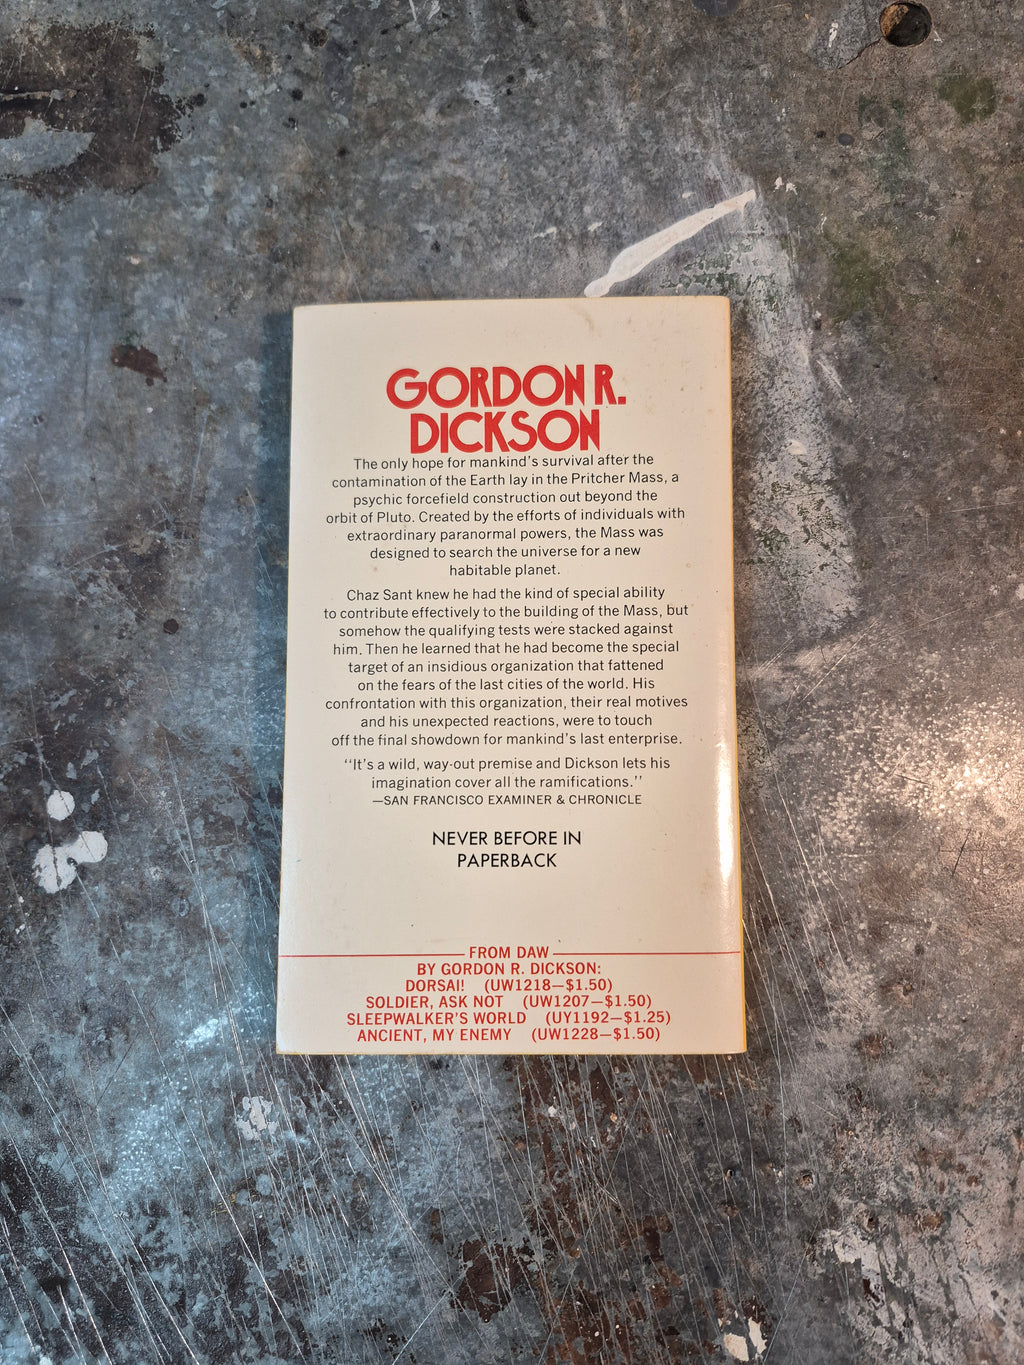 GORDON R.
DICKSON
The only hope for mankind's survival after the
contamination of the Earth lay in the Pritcher Mass, a
psychic forcefield construction out beyond the
orbit of Pluto. Created by the efforts of individuals with
extraordinary paranormal powers, the Mass was
designed to search the universe for a new
habitable planet.
Chaz Sant knew he had the kind of special ability
to contribute effectively to the building of the Mass, but
somehow the qualifying tests were stacked against
him. Then he learned that he had become the special
target of an insidious organization that fattened
on the fears of the last cities of the world. His
confrontation with this organization, their real motives
and his unexpected reactions, were to touch
off the final showdown for mankind's last enterprise.
"It's a wild, way-out premise and Dickson lets his
imagination cover all the ramifications."
—SAN FRANCISCO EXAMINER & CHRONICLE
NEVER BEFORE IN
PAPERBACK
FROM DAW
BY GORDON R. DICKSON:
DORSAI! (UW1218—$1.50)
SOLDIER, ASK NOT (UW1207—$1.50)
SLEEPWALKER'S WORLD (UY1192—$1.25)
ANCIENT, MY ENEMY (UW1228—$1.50)